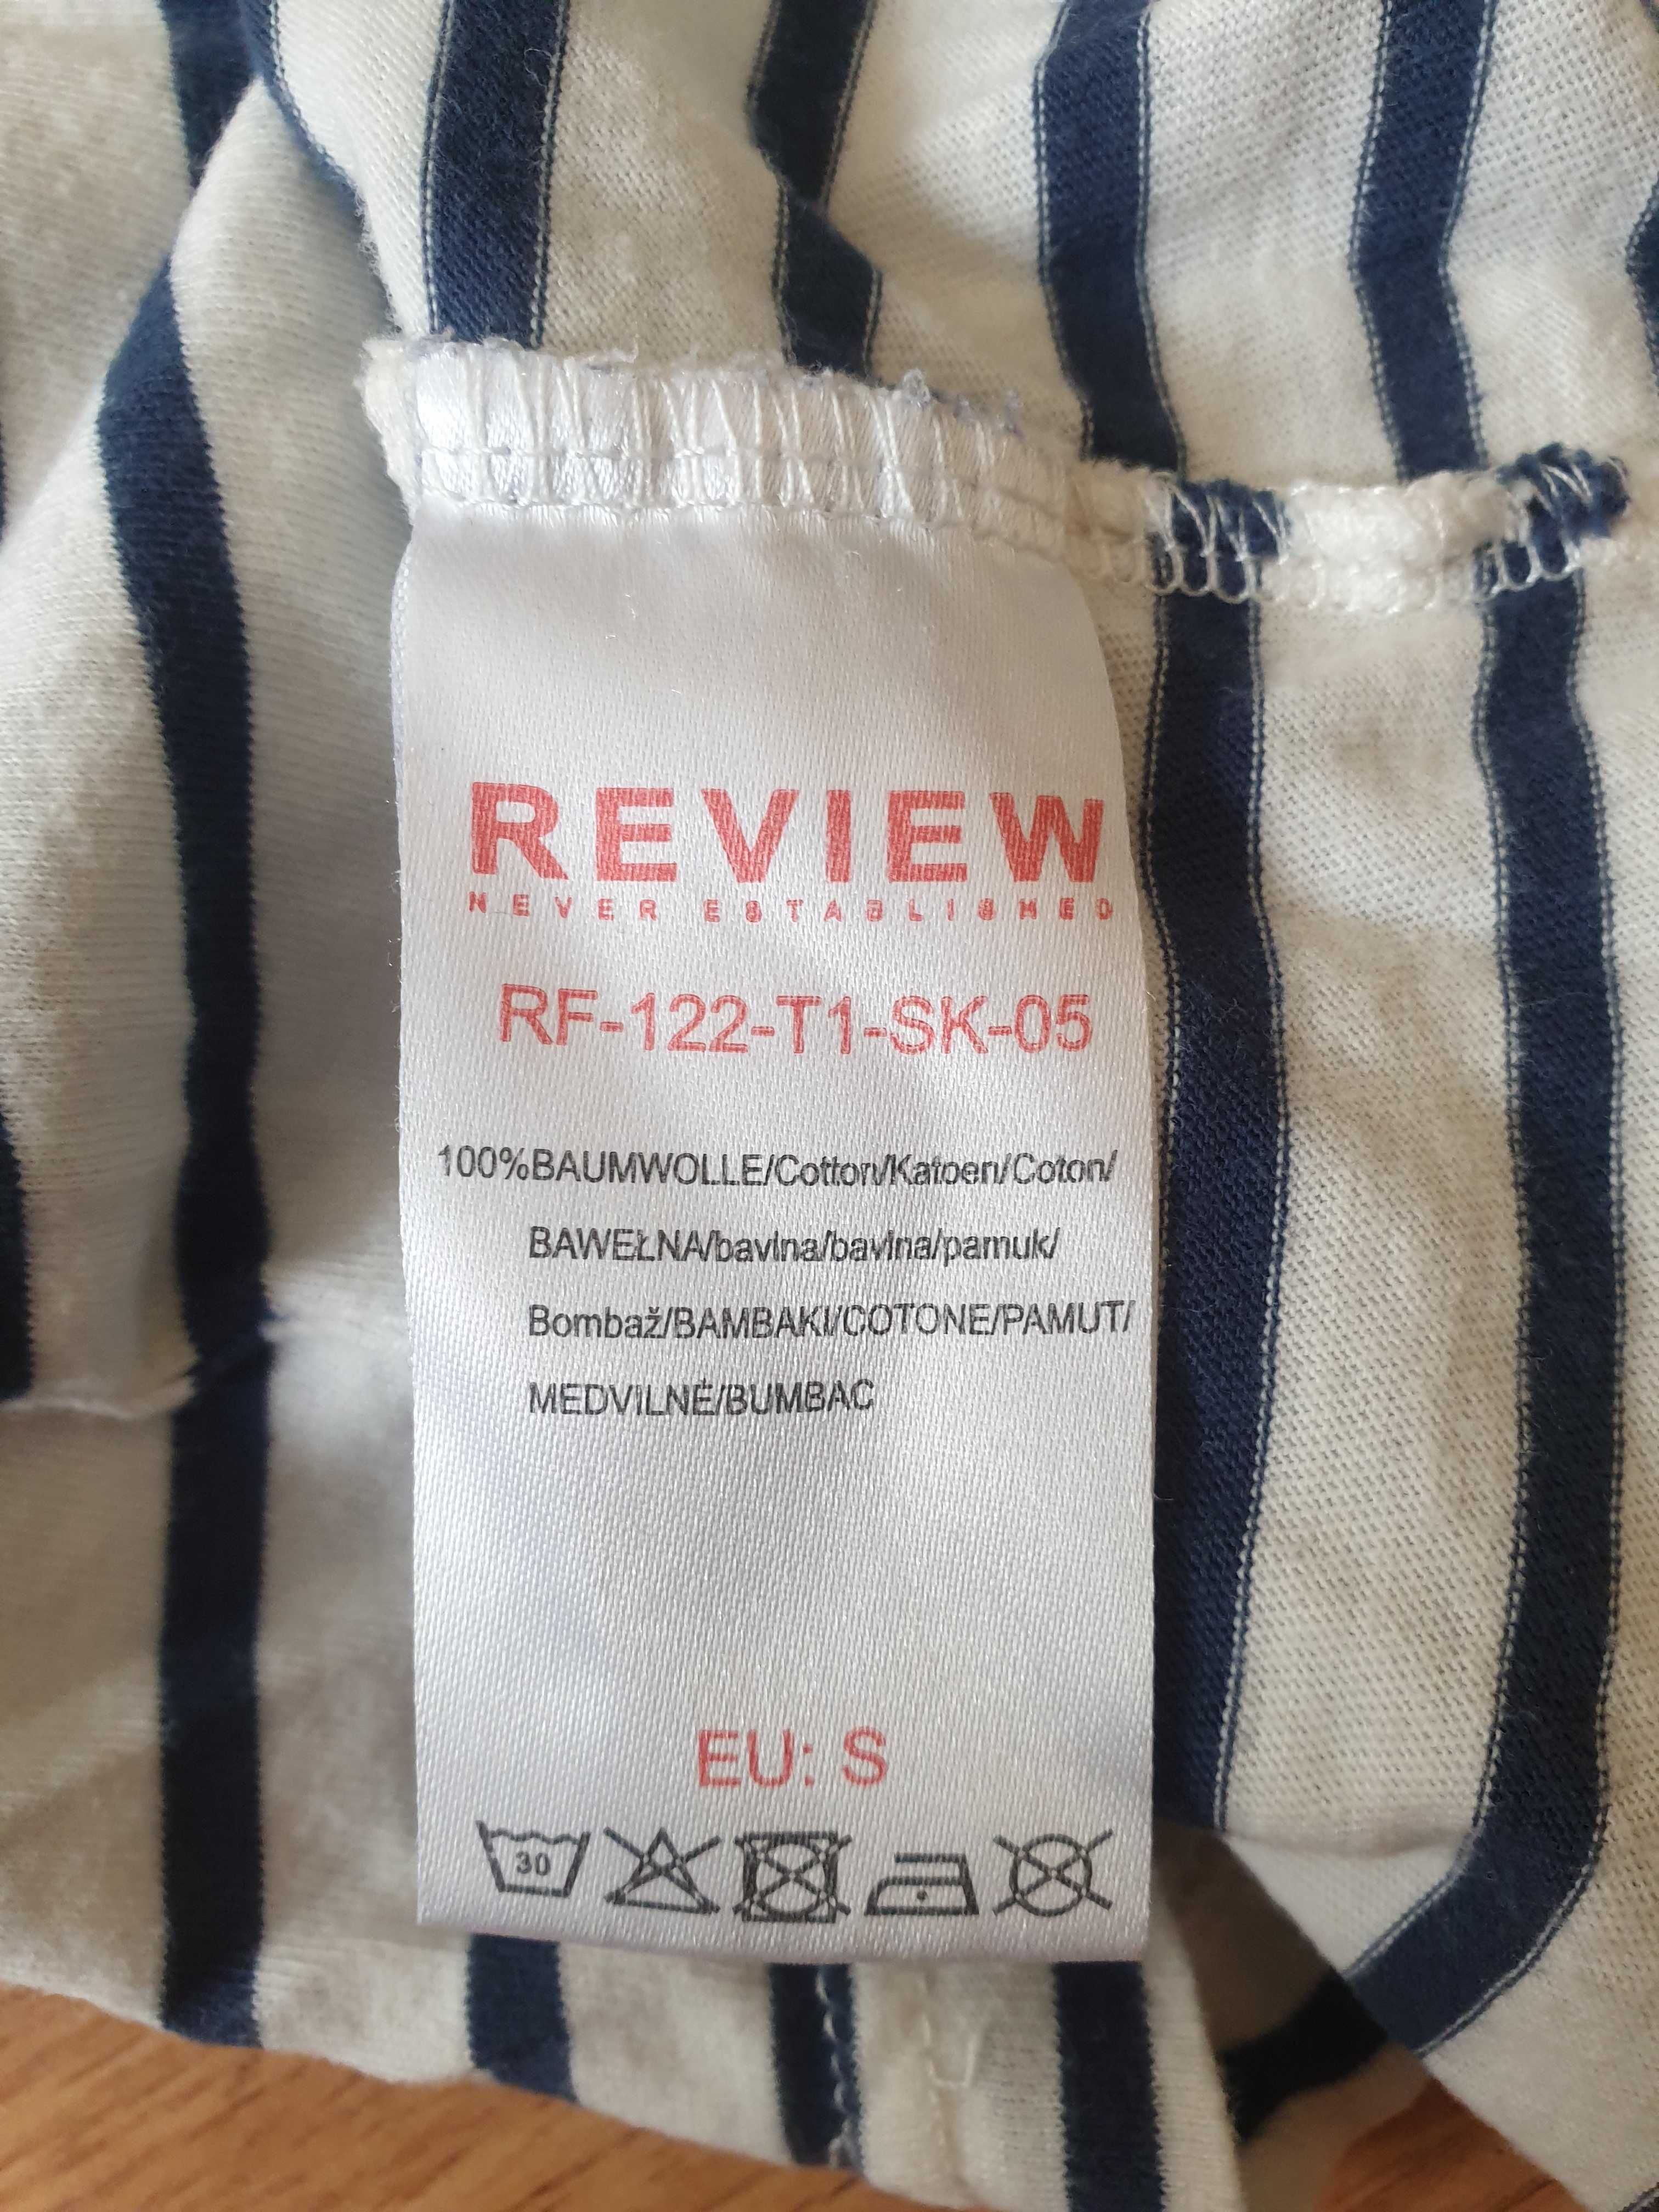 REVIEW
NEVER ESTABLISHED
RF-122-T1-SK-05
100%BAUMWOLLE/Cotton/Katoen/Coton/
BAWEŁNA/bavlna/bavlna/pamuk/
Bombaž/BAMBAKI/COTONE/PAMUT/
MEDVILNĖ/BUMBAC
EU: S
30